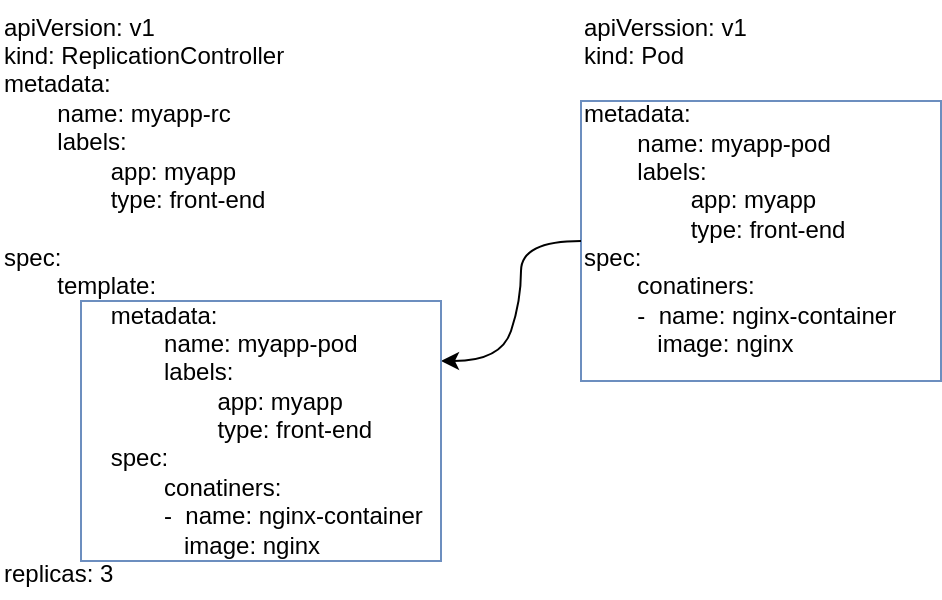 apiVersion: v1
kind: ReplicationController
metadata:
name: myapp-rc
labels:
app: myapp
type: front-end
spec:
template:
metadata:
name: myapp-pod
labels:
app: myapp
type: front-end
spec:
conatiners:
- name: nginx-container
image: nginx
replicas: 3
apiVerssion: v1
kind: Pod
metadata:
name: myapp-pod
labels:
app: myapp
type: front-end
spec:
conatiners:
- name: nginx-container
image: nginx